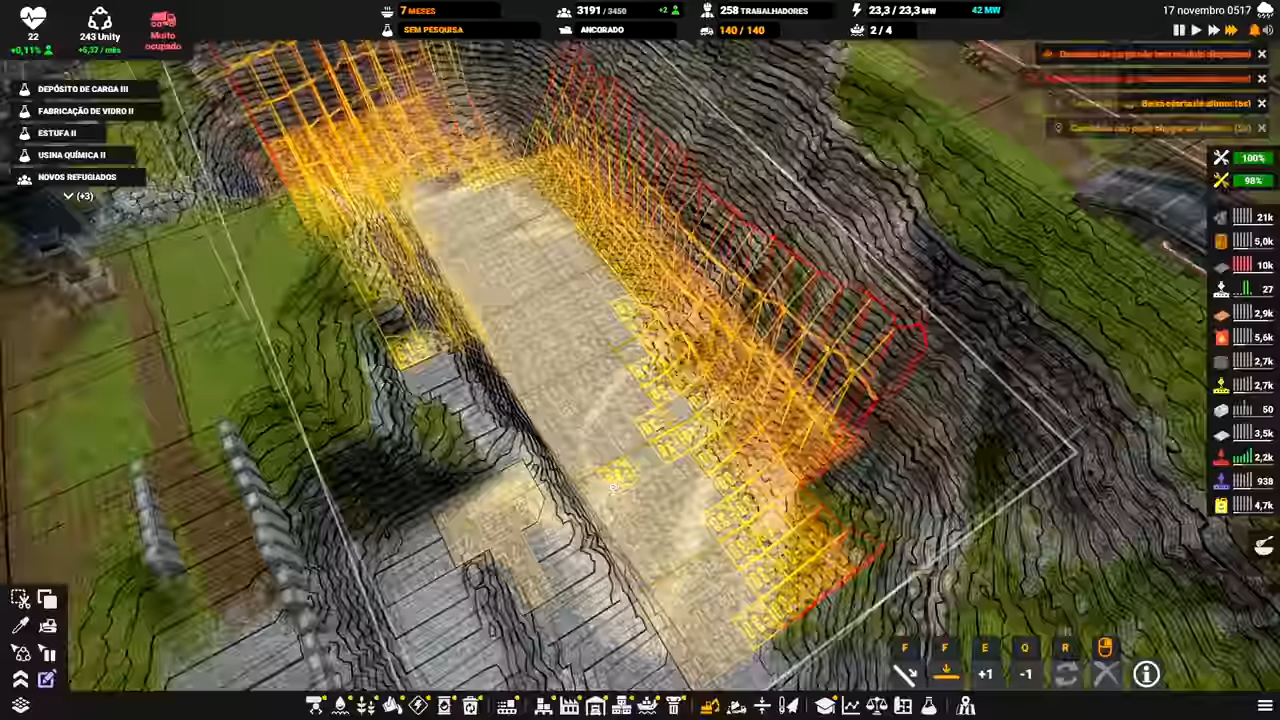 22
+0,11%
243 Unity
+5,37 / mês
Muito ocupado
7 MESES
SEM PESQUISA
3191 / 3450
+2
ANCORADO
258 TRABALHADORES
140 / 140
23,3 / 23,3 MW
42 MW
2 / 4
17 novembro 0517
DEPÓSITO DE CARGA III
FABRICAÇÃO DE VIDRO II
ESTUFA II
USINA QUÍMICA II
NOVOS REFUGIADOS
(+3)
100%
98%
21k
5,0k
10k
27
2,9k
5,6k
2,7k
2,7k
50
3,5k
2,2k
938
4,7k
F
F
E
Q
R
+1
-1